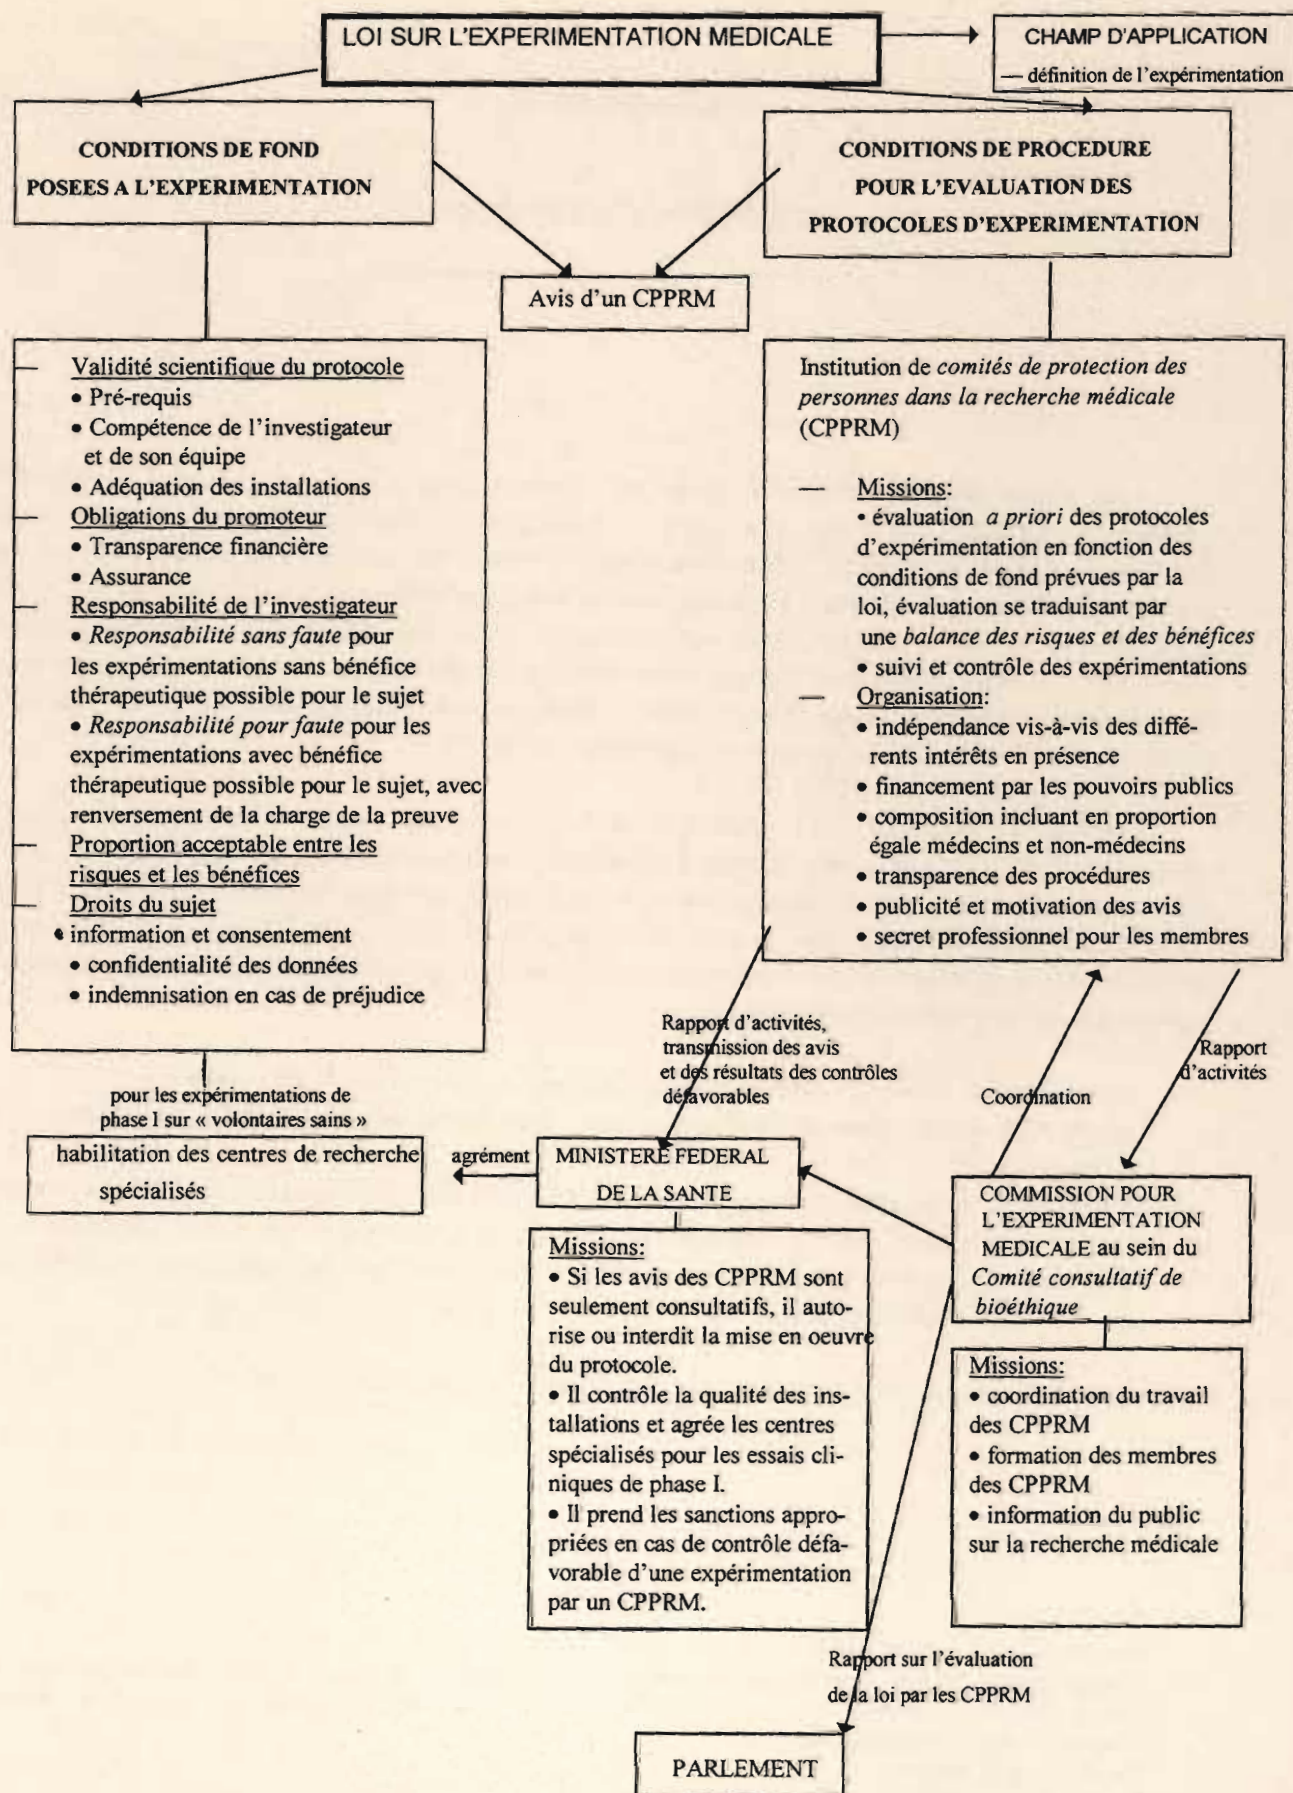 LOI SUR L'EXPERIMENTATION MEDICALE
CHAMP D'APPLICATION
— définition de l'expérimentation
CONDITIONS DE FOND
POSEES A L'EXPERIMENTATION
CONDITIONS DE PROCEDURE
POUR L'EVALUATION DES
PROTOCOLES D'EXPERIMENTATION
Avis d'un CPPRM
— Validité scientifique du protocole
• Pré-requis
• Compétence de l'investigateur
et de son équipe
• Adéquation des installations
— Obligations du promoteur
• Transparence financière
• Assurance
— Responsabilité de l'investigateur
• Responsabilité sans faute pour
les expérimentations sans bénéfice
thérapeutique possible pour le sujet
• Responsabilité pour faute pour les
expérimentations avec bénéfice
thérapeutique possible pour le sujet, avec
renversement de la charge de la preuve
— Proportion acceptable entre les
risques et les bénéfices
— Droits du sujet
• information et consentement
• confidentialité des données
• indemnisation en cas de préjudice
Institution de comités de protection des
personnes dans la recherche médicale
(CPPRM)
— Missions:
• évaluation a priori des protocoles
d'expérimentation en fonction des
conditions de fond prévues par la
loi, évaluation se traduisant par
une balance des risques et des bénéfices
• suivi et contrôle des expérimentations
— Organisation:
• indépendance vis-à-vis des diffé-
rents intérêts en présence
• financement par les pouvoirs publics
• composition incluant en proportion
égale médecins et non-médecins
• transparence des procédures
• publicité et motivation des avis
• secret professionnel pour les membres
Rapport d'activités,
transmission des avis
et des résultats des contrôles
défavorables
Coordination
Rapport
d'activités
pour les expérimentations de
phase I sur « volontaires sains »
habilitation des centres de recherche
spécialisés
agrément
MINISTERE FEDERAL
DE LA SANTE
COMMISSION POUR
L'EXPERIMENTATION
MEDICALE au sein du
Comité consultatif de
bioéthique
Missions:
• Si les avis des CPPRM sont
seulement consultatifs, il auto-
rise ou interdit la mise en oeuvre
du protocole.
• Il contrôle la qualité des ins-
tallations et agrée les centres
spécialisés pour les essais cli-
niques de phase I.
• Il prend les sanctions appro-
priées en cas de contrôle défa-
vorable d'une expérimentation
par un CPPRM.
Missions:
• coordination du travail
des CPPRM
• formation des membres
des CPPRM
• information du public
sur la recherche médicale
Rapport sur l'évaluation
de la loi par les CPPRM
PARLEMENT